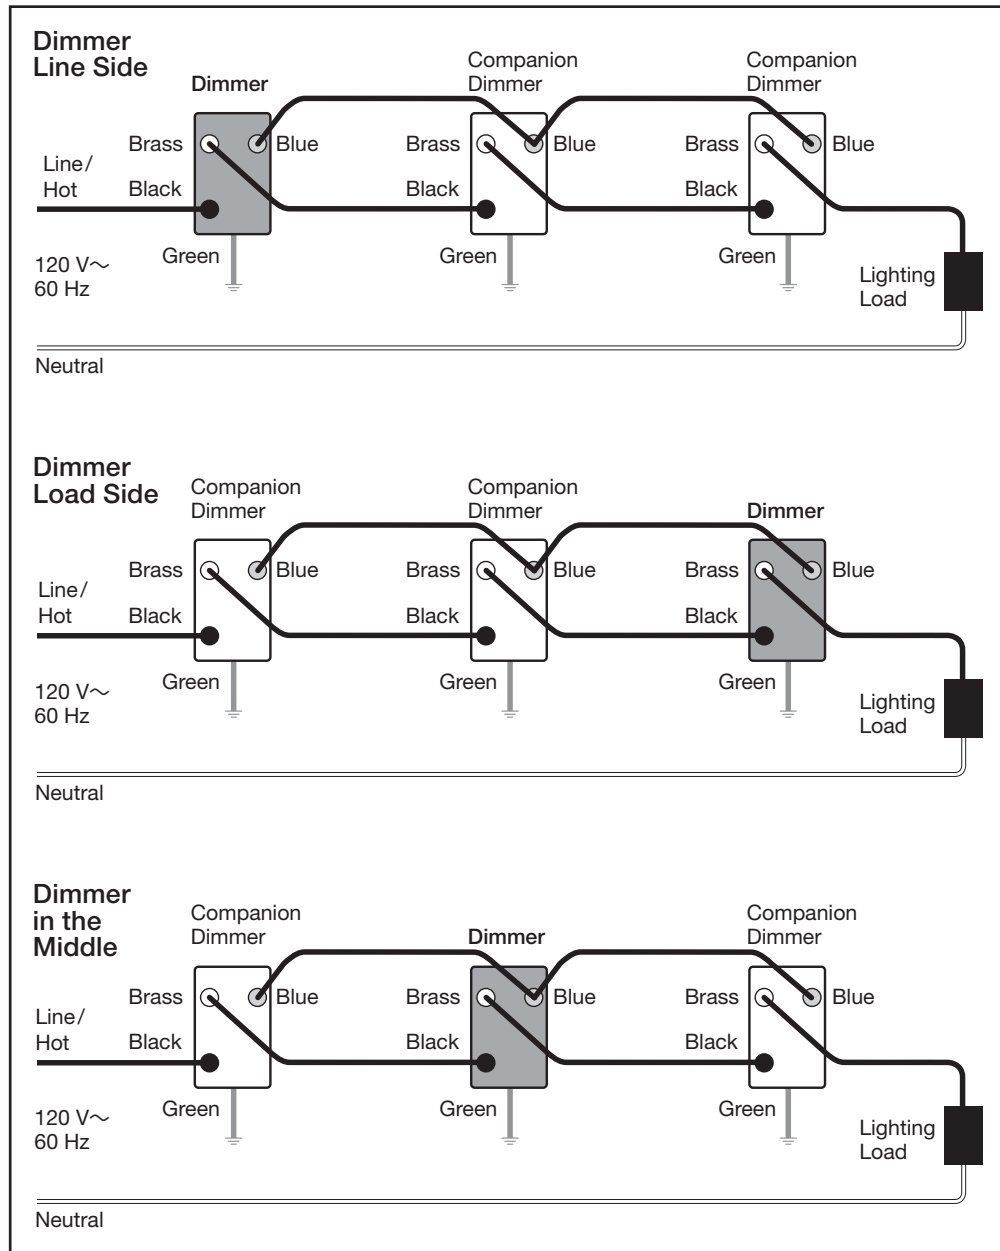 Dimmer
Line Side
Dimmer
Companion
Dimmer
Companion
Dimmer
Brass
Blue
Brass
Blue
Brass
Blue
Line/
Hot
Black
Black
Black
Green
Green
Green
120 V~
60 Hz
Lighting
Load
Neutral
Dimmer
Load Side
Companion
Dimmer
Companion
Dimmer
Dimmer
Brass
Blue
Brass
Blue
Brass
Blue
Line/
Hot
Black
Black
Black
Green
Green
Green
120 V~
60 Hz
Lighting
Load
Neutral
Dimmer
in the
Middle
Companion
Dimmer
Dimmer
Companion
Dimmer
Brass
Blue
Brass
Blue
Brass
Blue
Line/
Hot
Black
Black
Black
Green
Green
Green
120 V~
60 Hz
Lighting
Load
Neutral